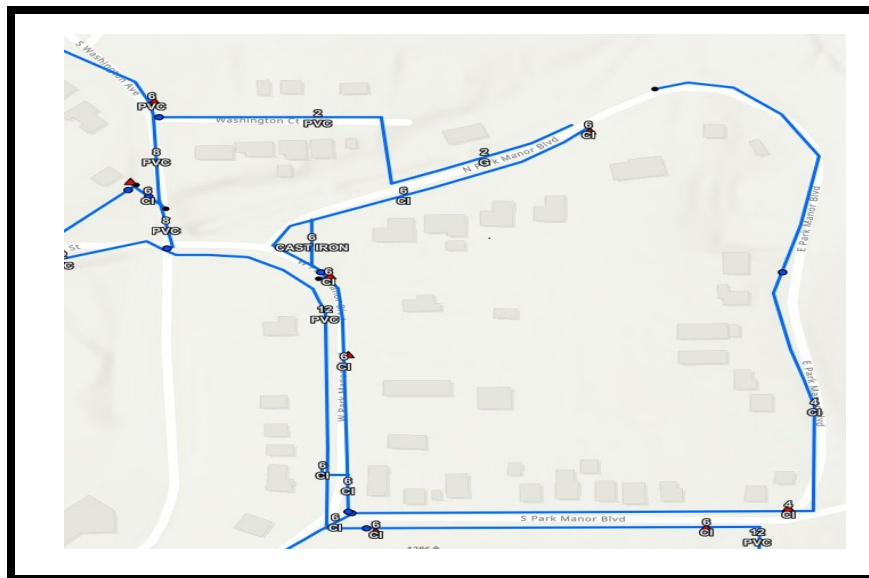 S Washington Ave
6
PVC
Washington Ct
2
PVC
8
PVC
6
CI
8
PVC
N Park Manor Blvd
2
G
6
CI
6
CI
St
6
CAST IRON
6
CI
12
PVC
6
CI
W Park Manor
E Park Manor Blvd
4
CI
6
CI
6
CI
6
CI
6
CI
S Park Manor Blvd
4
CI
6
CI
12
PVC